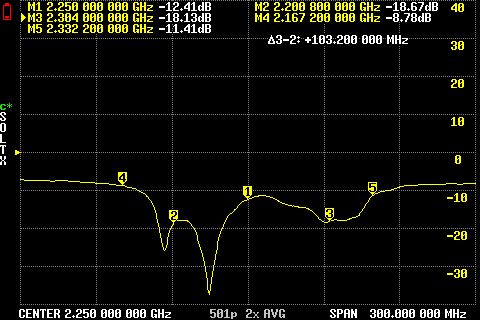 M1 2.250 000 000 GHz -12.41dB M2 2.200 800 000 GHz -18.67dB 40
M3 2.304 000 000 GHz -18.13dB M4 2.167 200 000 GHz -8.78dB
M5 2.332 200 000 GHz -11.41dB 30
Δ3-2: +103.200 000 MHz
20
c*
S
O
L
T
10
0
4 1 5 -10
2 3
-20
-30
CENTER 2.250 000 000 GHz 501p 2x AVG SPAN 300.000 000 MHz